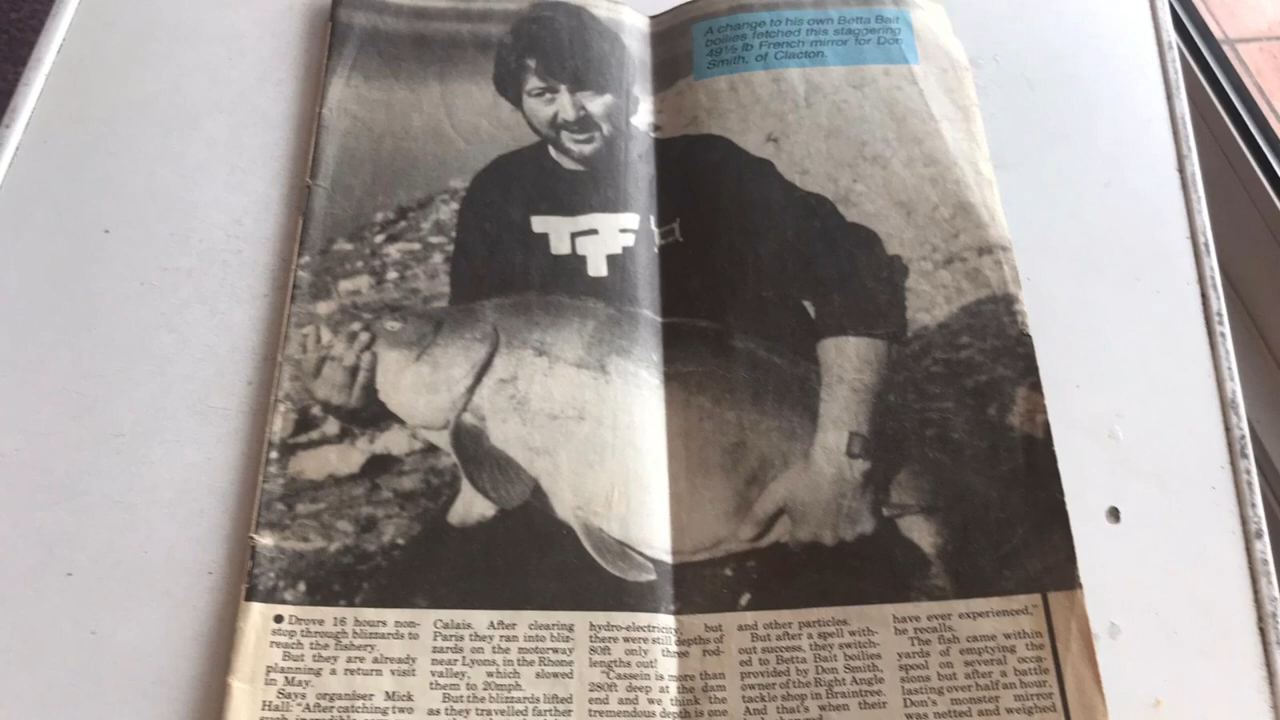 A change to his own Betta Bait
boilies fetched this staggering
49½ lb French mirror for Don
Smith, of Clacton.
TFF
● Drove 16 hours non-
stop through blizzards to
reach the fishery.
But they are already
planning a return visit
in May.
Says organiser Mick
Hall: "After catching two
such incredible
Calais. After clearing
Paris they ran into bliz-
zards on the motorway
near Lyons, in the Rhone
valley, which slowed
them to 20mph.
But the blizzards lifted
as they travelled farther
hydro-electricity, but
there were still depths of
80ft only three rod-
lengths out!
"Cassein is more than
280ft deep at the dam
end and we think the
tremendous depth is one
and other particles.
But after a spell with-
out success, they switch-
ed to Betta Bait boilies
provided by Don Smith,
owner of the Right Angle
tackle shop in Braintree.
And that's when their
have ever experienced,"
he recalls.
The fish came within
yards of emptying the
spool on several occa-
sions but after a battle
lasting over half an hour,
Don's monster mirror
was netted and weighed